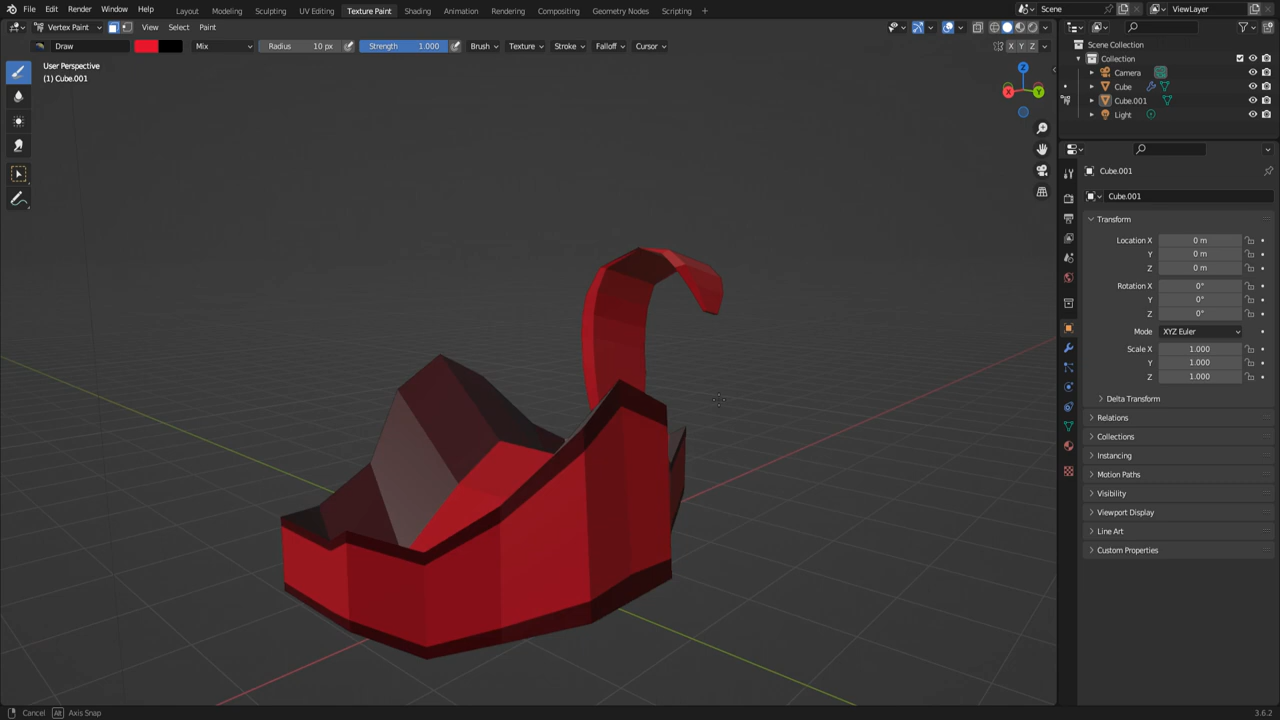 File Edit Render Window Help Layout Modeling Sculpting UV Editing Texture Paint Shading Animation Rendering Compositing Geometry Nodes Scripting + Scene ViewLayer
Vertex Paint View Select Paint
Draw Mix Radius 10 px Strength 1.000 Brush Texture Stroke Falloff Cursor X Y Z
User Perspective
(1) Cube.001
Z
X Y
Scene Collection
Collection
Camera
Cube
Cube.001
Light
Cube.001
Cube.001
Transform
Location X 0 m
Y 0 m
Z 0 m
Rotation X 0°
Y 0°
Z 0°
Mode XYZ Euler
Scale X 1.000
Y 1.000
Z 1.000
Delta Transform
Relations
Collections
Instancing
Motion Paths
Visibility
Viewport Display
Line Art
Custom Properties
Cancel Alt Axis Snap 3.6.2